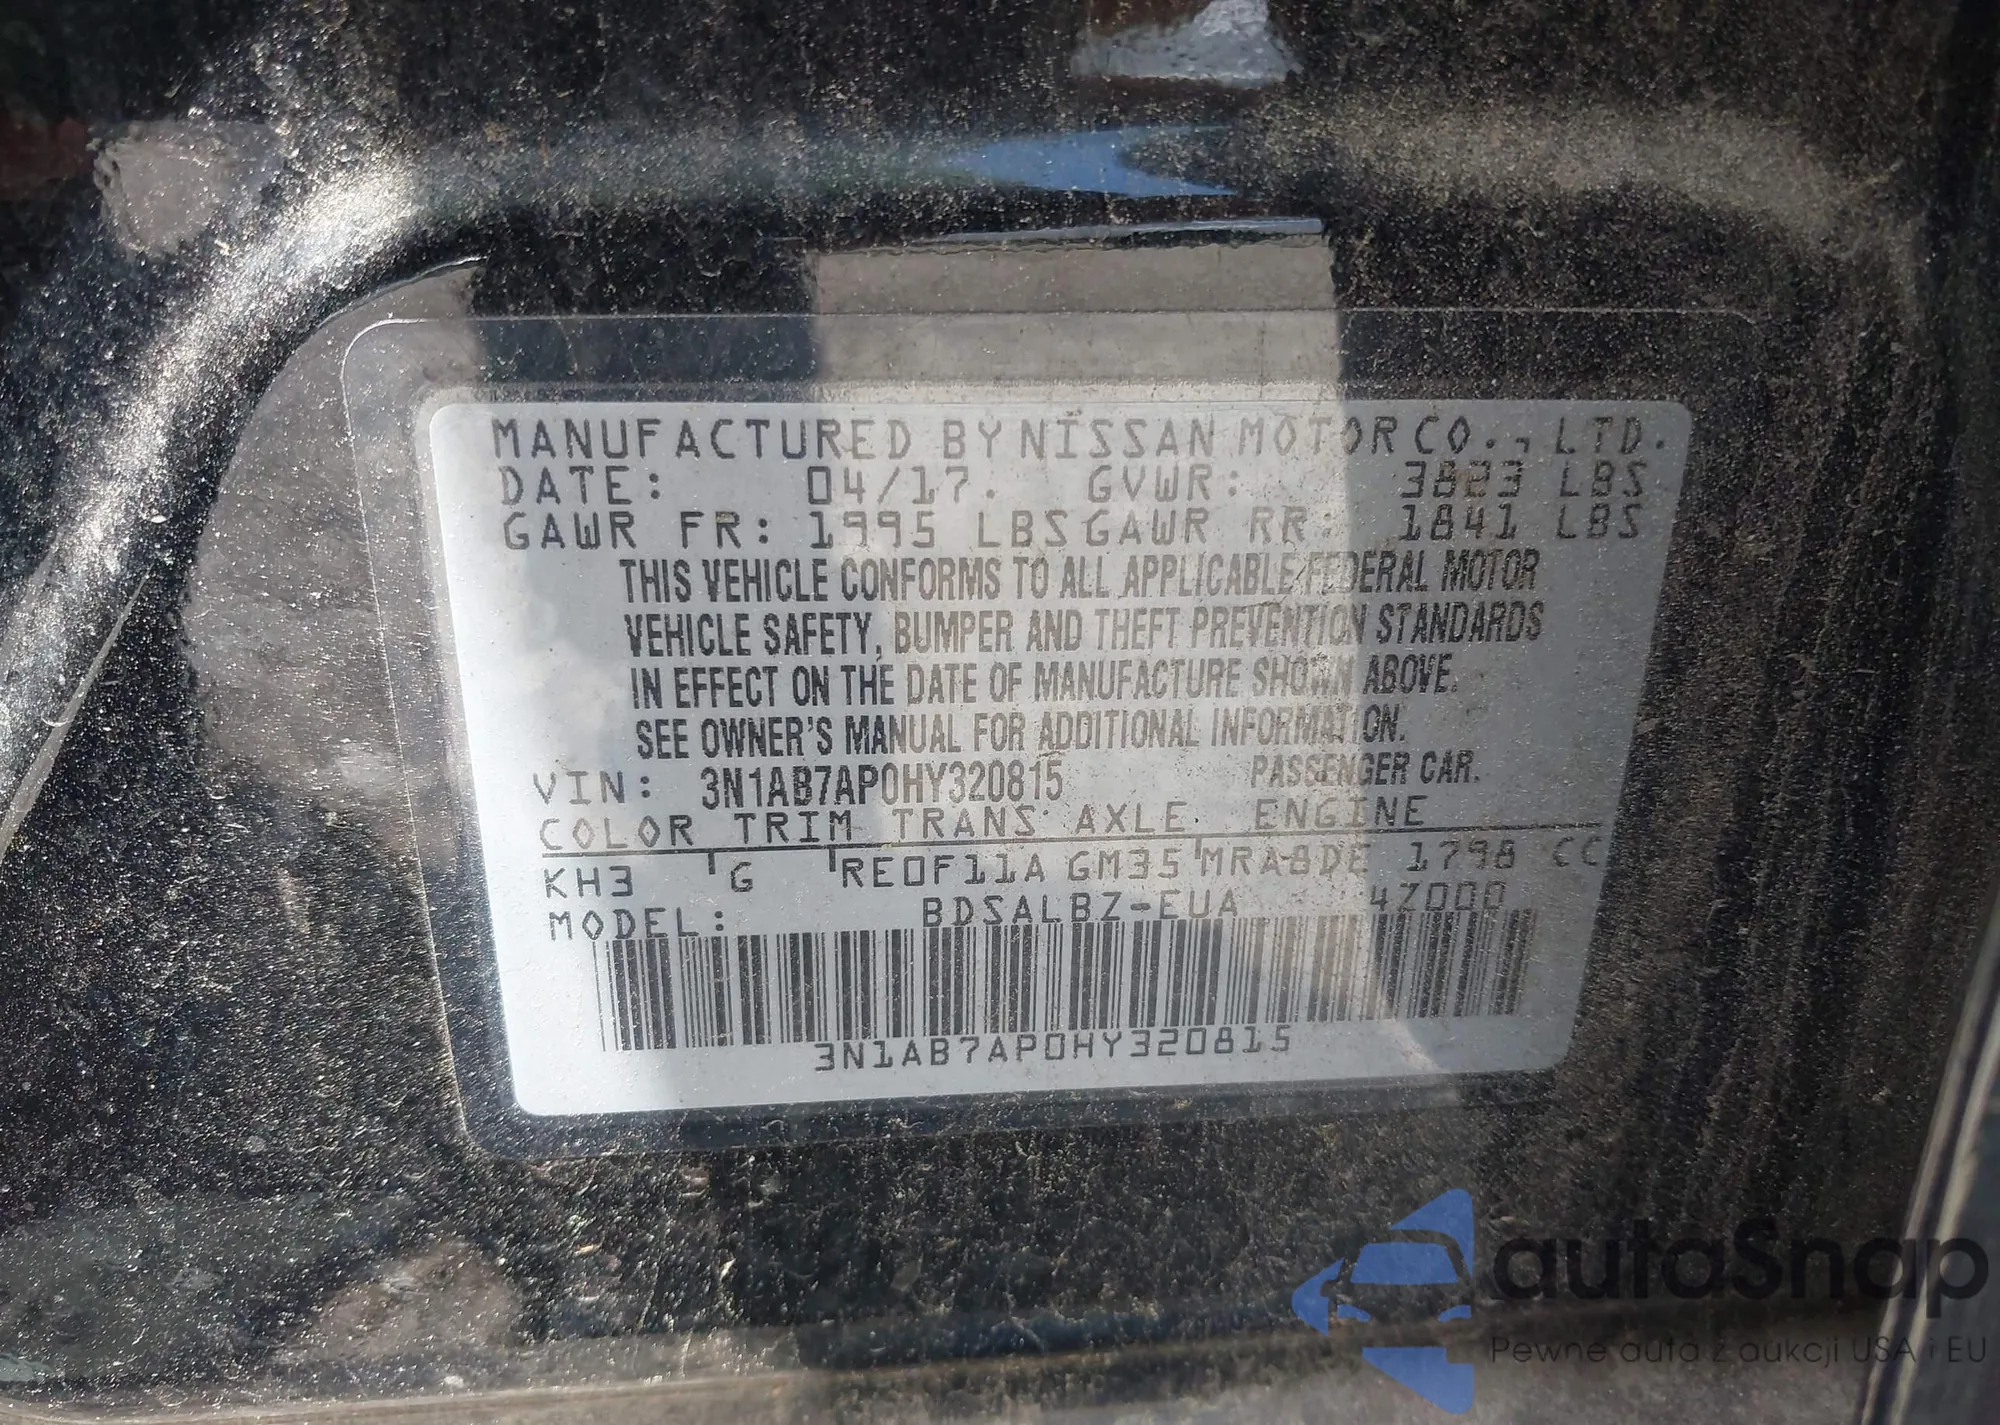 MANUFACTURED BY NISSAN MOTOR CO., LTD.
DATE: 04/17. GVWR: 3823 LBS
GAWR FR: 1995 LBS GAWR RR: 1841 LBS
THIS VEHICLE CONFORMS TO ALL APPLICABLE FEDERAL MOTOR
VEHICLE SAFETY, BUMPER AND THEFT PREVENTION STANDARDS
IN EFFECT ON THE DATE OF MANUFACTURE SHOWN ABOVE.
SEE OWNER'S MANUAL FOR ADDITIONAL INFORMATION.
VIN: 3N1AB7AP0HY320815 PASSENGER CAR.
COLOR TRIM TRANS AXLE ENGINE
KH3 G RE0F11A GM35 MRA8DE 1798 CC
MODEL: BDSALBZ-EUA 4Z000
3N1AB7AP0HY320815
autoSnap
Pewne auta z aukcji USA i EU